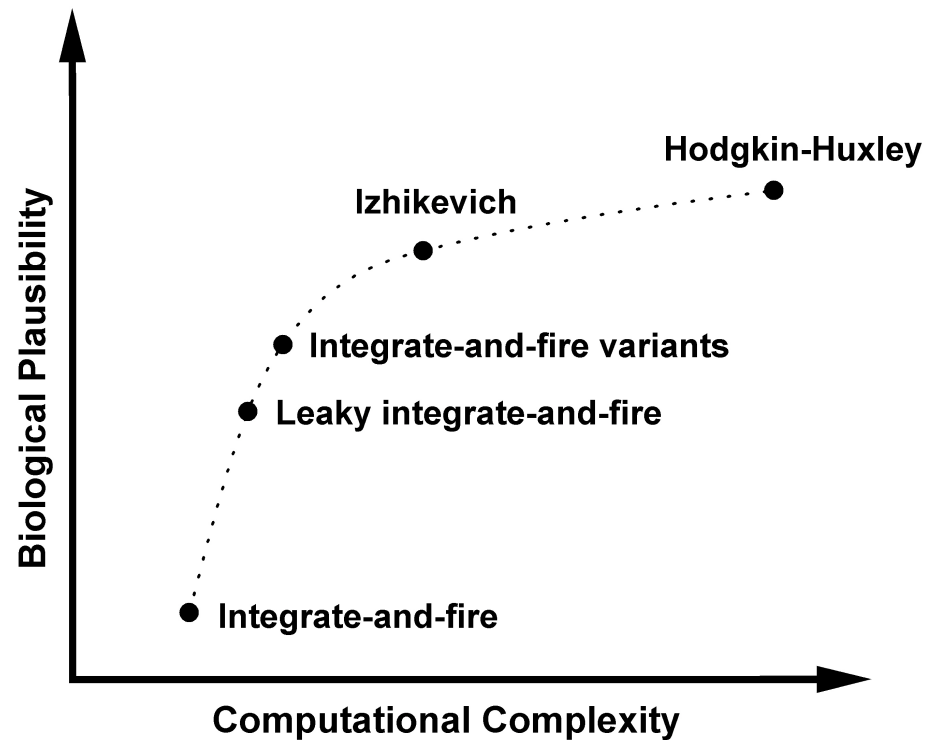 Hodgkin-Huxley
Izhikevich
Integrate-and-fire variants
Leaky integrate-and-fire
Integrate-and-fire
Biological Plausibility
Computational Complexity